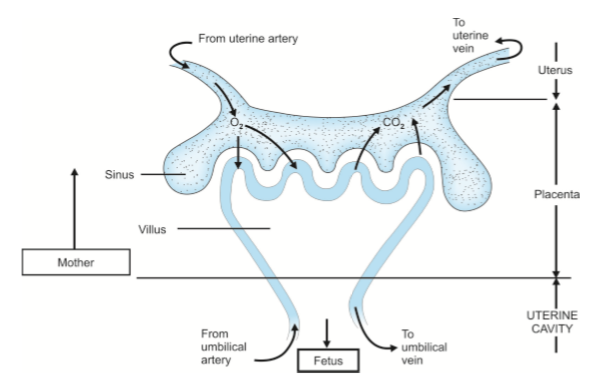 From uterine artery
To
uterine
vein
Uterus
O2
CO2
Sinus
Placenta
Villus
Mother
UTERINE
CAVITY
From
umbilical
artery
Fetus
To
umbilical
vein